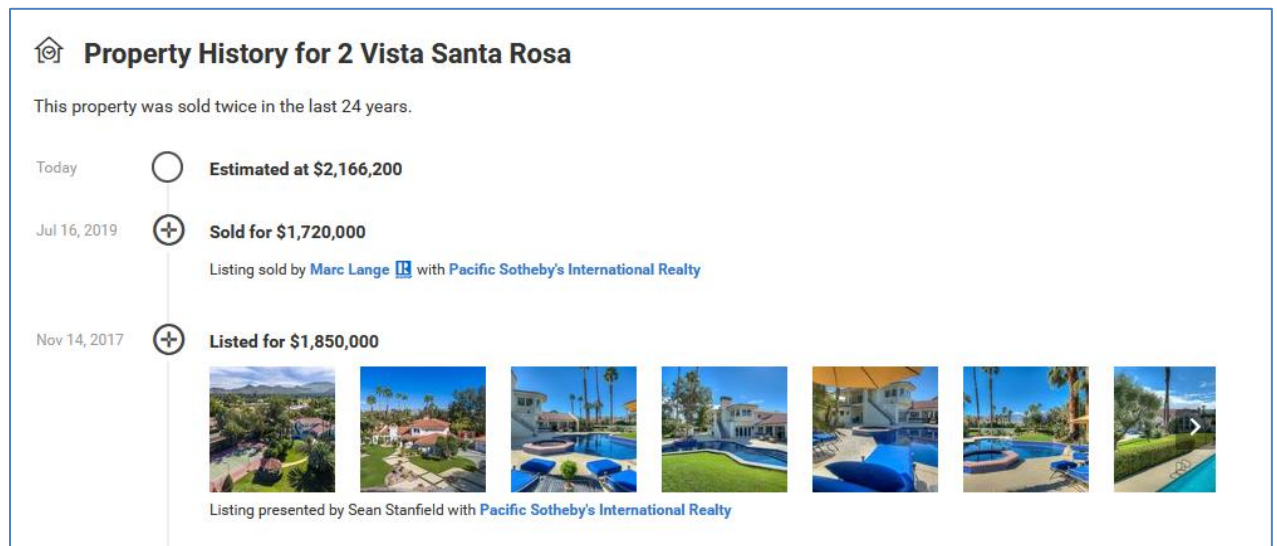 Property History for 2 Vista Santa Rosa
This property was sold twice in the last 24 years.
Today
Estimated at $2,166,200
Jul 16, 2019
Sold for $1,720,000
Listing sold by Marc Lange R with Pacific Sotheby's International Realty
Nov 14, 2017
Listed for $1,850,000
Listing presented by Sean Stanfield with Pacific Sotheby's International Realty